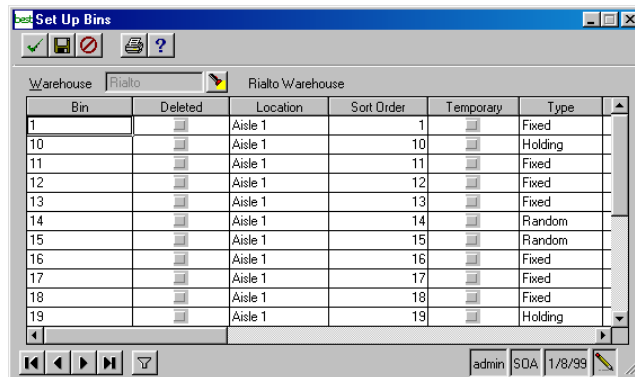 best Set Up Bins
?
Warehouse Rialto Rialto Warehouse
Bin Deleted Location Sort Order Temporary Type
1 Aisle 1 1 Fixed
10 Aisle 1 10 Holding
11 Aisle 1 11 Fixed
12 Aisle 1 12 Fixed
13 Aisle 1 13 Fixed
14 Aisle 1 14 Random
15 Aisle 1 15 Random
16 Aisle 1 16 Fixed
17 Aisle 1 17 Fixed
18 Aisle 1 18 Fixed
19 Aisle 1 19 Holding
admin SOA 1/8/99